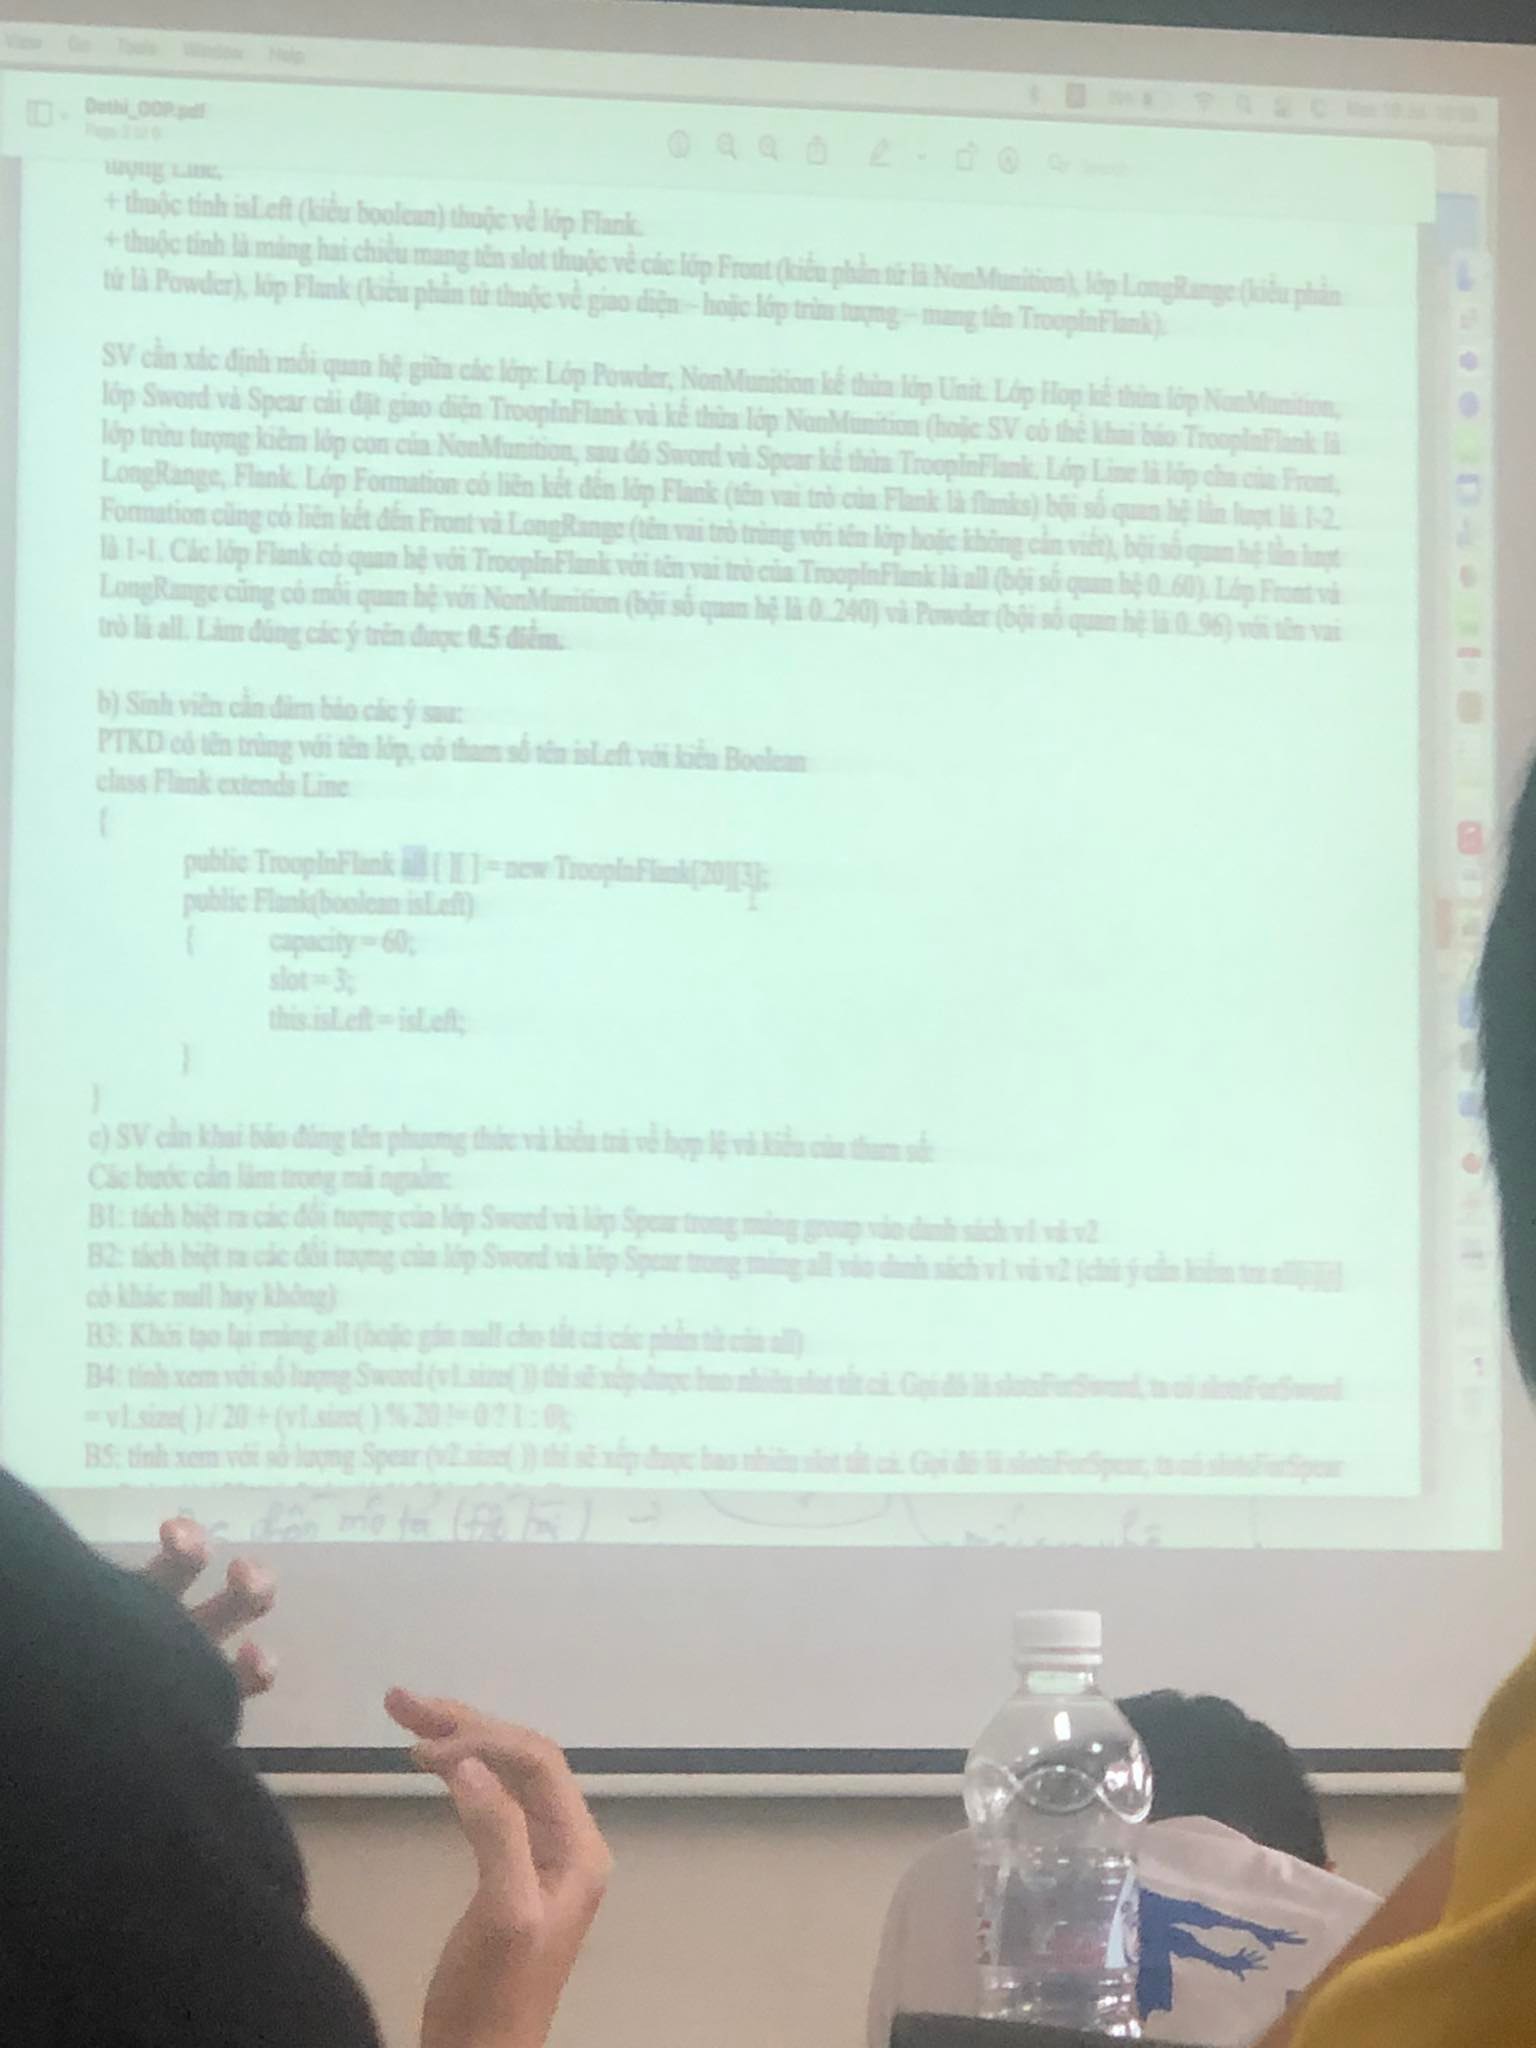 View Go Tools Window Help
Dethi_OOP.pdf
Search
tượng Line.
+ thuộc tính isLeft (kiểu boolean) thuộc về lớp Flank.
+ thuộc tính là mảng hai chiều mang tên slot thuộc về các lớp Front (kiểu phần tử là NonMunition), lớp LongRange (kiểu phần
tử là Powder), lớp Flank (kiểu phần tử thuộc về giao diện – hoặc lớp trừu tượng – mang tên TroopInFlank).
SV cần xác định mối quan hệ giữa các lớp: Lớp Powder, NonMunition kế thừa lớp Unit. Lớp Hop kế thừa lớp NonMunition,
lớp Sword và Spear cài đặt giao diện TroopInFlank và kế thừa lớp NonMunition (hoặc SV có thể khai báo TroopInFlank là
lớp trừu tượng kiêm lớp con của NonMunition, sau đó Sword và Spear kế thừa TroopInFlank. Lớp Line là lớp cha của Front,
LongRange, Flank. Lớp Formation có liên kết đến lớp Flank (tên vai trò của Flank là flanks) bội số quan hệ lần lượt là 1-2.
Formation cũng có liên kết đến Front và LongRange (tên vai trò trùng với tên lớp hoặc không cần viết), bội số quan hệ lần lượt
là 1-1. Các lớp Flank có quan hệ với TroopInFlank với tên vai trò của TroopInFlank là all (bội số quan hệ 0..60). Lớp Front và
LongRange cũng có mối quan hệ với NonMunition (bội số quan hệ là 0..240) và Powder (bội số quan hệ là 0..96) với tên vai
trò là all. Làm đúng các ý trên được 0.5 điểm.
b) Sinh viên cần đảm bảo các ý sau:
PTKD có tên trùng với tên lớp, có tham số tên isLeft với kiểu Boolean
class Flank extends Line
{
public TroopInFlank all [ ][ ] = new TroopInFlank[20][3];
public Flank(boolean isLeft)
{ capacity = 60;
slot = 3;
this.isLeft = isLeft;
}
}
c) SV cần khai báo đúng tên phương thức và kiểu trả về hợp lệ và kiểu của tham số:
Các bước cần làm trong mã nguồn:
B1: tách biệt ra các đối tượng của lớp Sword và lớp Spear trong mảng group vào danh sách v1 và v2
B2: tách biệt ra các đối tượng của lớp Sword và lớp Spear trong mảng all vào danh sách v1 và v2 (chú ý cần kiểm tra
có khác null hay không)
B3: Khởi tạo lại mảng all (hoặc gán null cho tất cả các phần tử của all)
B4: tính xem với số lượng Sword (v1.size( )) thì sẽ xếp được bao nhiêu slot tất cả. Gọi đó là slotsForSword, ta có slotsForSword
= v1.size( ) / 20 + (v1.size( ) % 20 != 0 ? 1 : 0);
B5: tính xem với số lượng Spear (v2.size( )) thì sẽ xếp được bao nhiêu slot tất cả. Gọi đó là slotsForSpear, ta có slotsForSpear